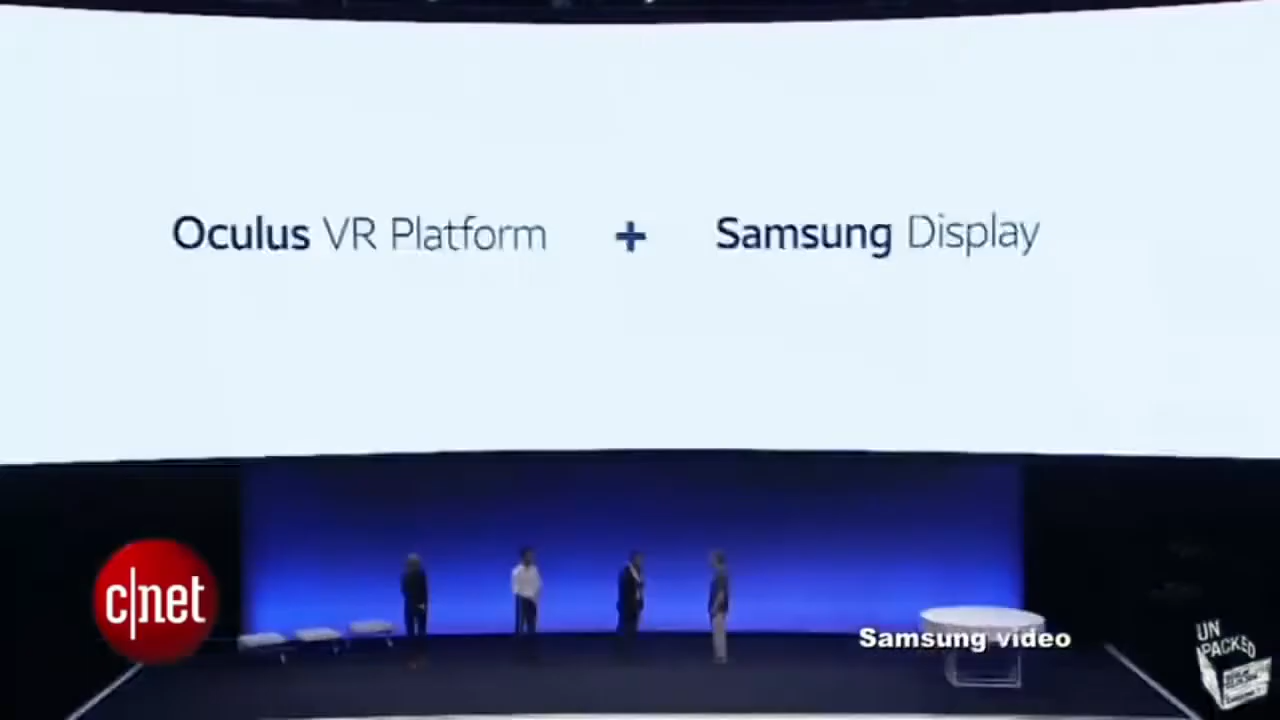 Oculus VR Platform + Samsung Display
c|net
Samsung video
UN
PACKED